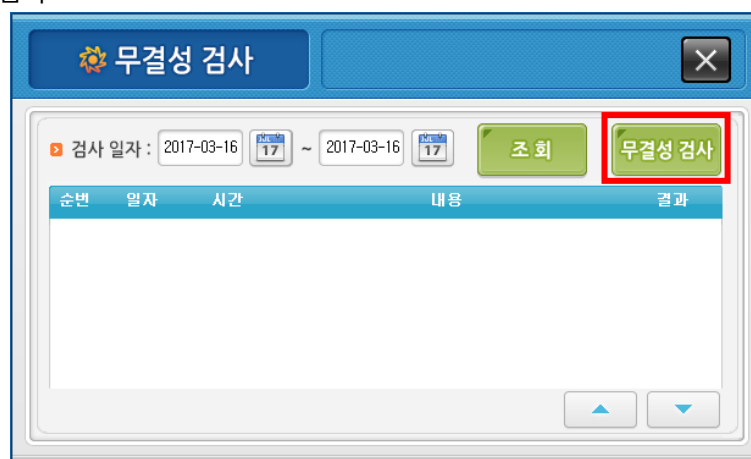 무결성 검사
검사 일자 : 2017-03-16 17 ~ 2017-03-16 17 조 회 무결성 검사
순번 일자 시간 내용 결과